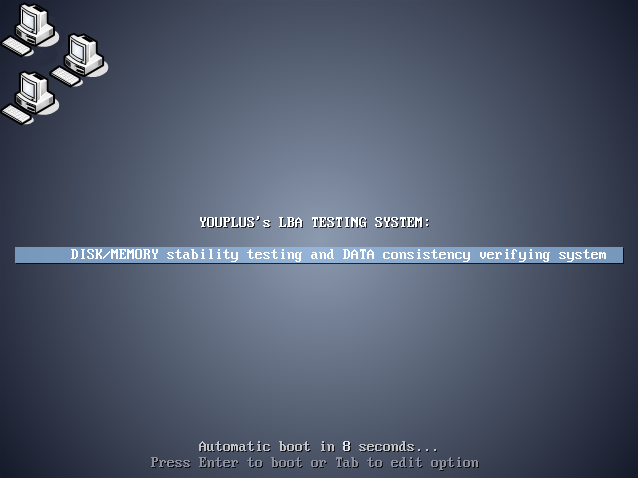 YOUPLUS's LBA TESTING SYSTEM:
DISK/MEMORY stability testing and DATA consistency verifying system
Automatic boot in 8 seconds...
Press Enter to boot or Tab to edit option